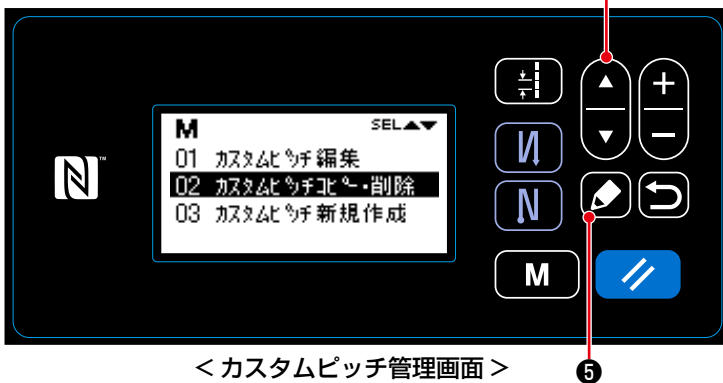 M SEL▲▼
01 カスタムピッチ編集
02 カスタムピッチコピー・削除
03 カスタムピッチ新規作成
N ™
+
−
M
<カスタムピッチ管理画面>
❺